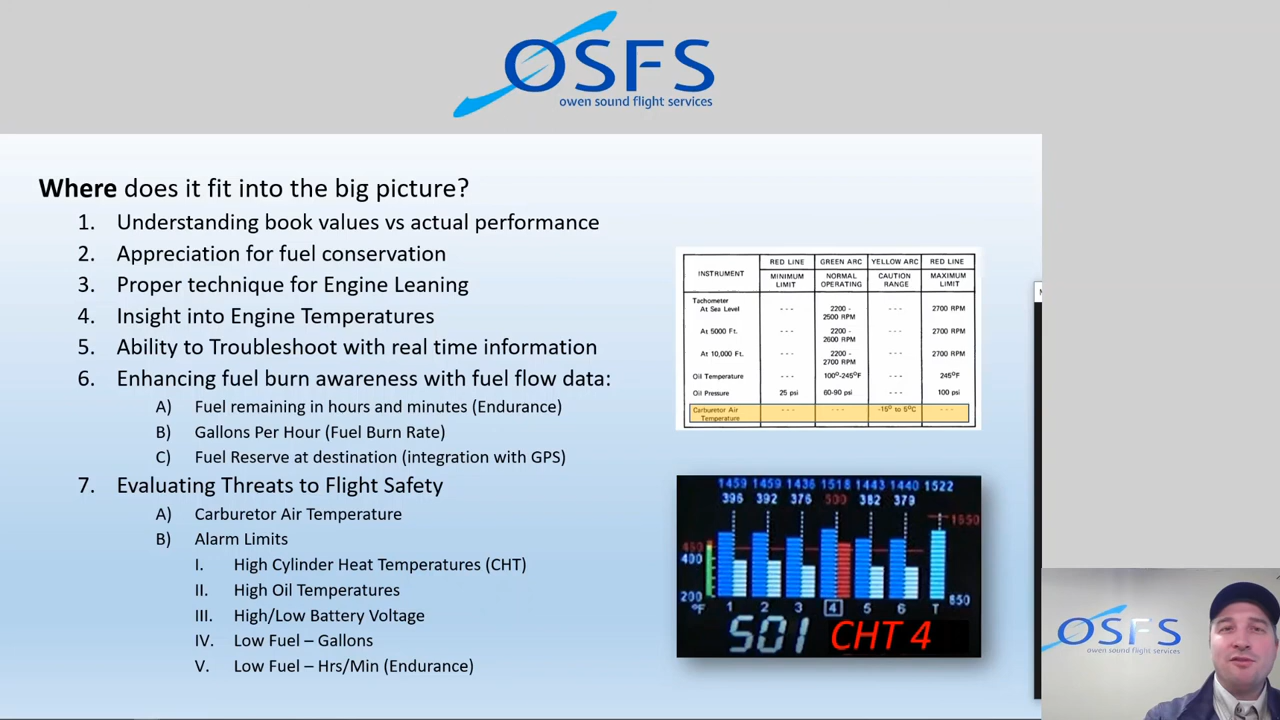 OSFS
owen sound flight services
Where does it fit into the big picture?
1. Understanding book values vs actual performance
2. Appreciation for fuel conservation
3. Proper technique for Engine Leaning
4. Insight into Engine Temperatures
5. Ability to Troubleshoot with real time information
6. Enhancing fuel burn awareness with fuel flow data:
A) Fuel remaining in hours and minutes (Endurance)
B) Gallons Per Hour (Fuel Burn Rate)
C) Fuel Reserve at destination (integration with GPS)
7. Evaluating Threats to Flight Safety
A) Carburetor Air Temperature
B) Alarm Limits
I. High Cylinder Heat Temperatures (CHT)
II. High Oil Temperatures
III. High/Low Battery Voltage
IV. Low Fuel – Gallons
V. Low Fuel – Hrs/Min (Endurance)
INSTRUMENT RED LINE GREEN ARC YELLOW ARC RED LINE
MINIMUM LIMIT NORMAL OPERATING CAUTION RANGE MAXIMUM LIMIT
Tachometer
At Sea Level --- 2200 - 2500 RPM --- 2700 RPM
At 5000 Ft. --- 2200 - 2600 RPM --- 2700 RPM
At 10,000 Ft. --- 2200 - 2700 RPM --- 2700 RPM
Oil Temperature --- 100°-245°F --- 245°F
Oil Pressure 25 psi 60-90 psi --- 100 psi
Carburetor Air Temperature --- --- -15° to 5°C ---
1459 1459 1436 1518 1443 1440 1522
396 392 376 500 382 379
1650
400
200 850
°F 1 2 3 4 5 6 T
501 CHT 4
OSFS
owen sound flight services